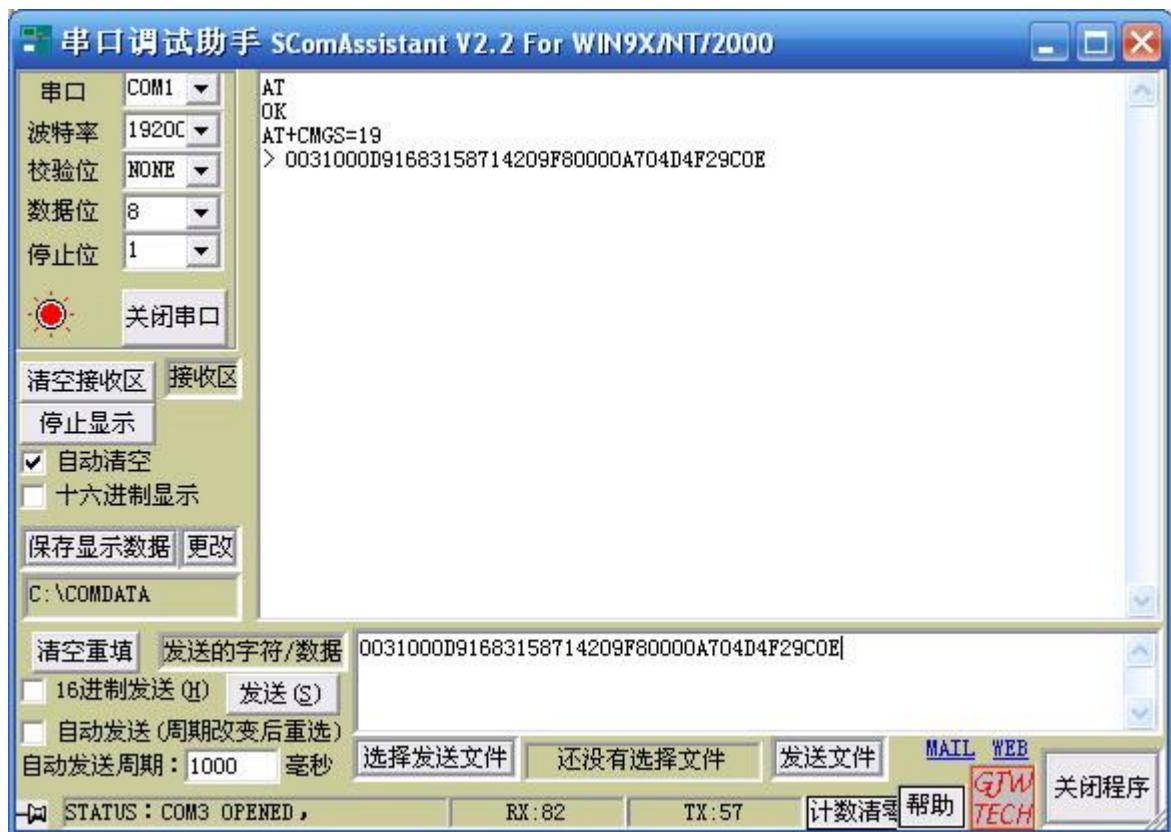 串口调试助手 SComAssistant V2.2 For WIN9X/NT/2000
串口 COM1
波特率 19200
校验位 NONE
数据位 8
停止位 1
关闭串口
清空接收区 接收区
停止显示
自动清空
十六进制显示
保存显示数据 更改
C:\COMDATA
AT
OK
AT+CMGS=19
> 0031000D91683158714209F80000A704D4F29C0E
清空重填 发送的字符/数据 0031000D91683158714209F80000A704D4F29C0E
16进制发送(H) 发送(S)
自动发送(周期改变后重选)
自动发送周期:1000 毫秒 选择发送文件 还没有选择文件 发送文件 MAIL WEB
GJW
TECH
关闭程序
STATUS:COM3 OPENED, RX:82 TX:57 计数清零 帮助